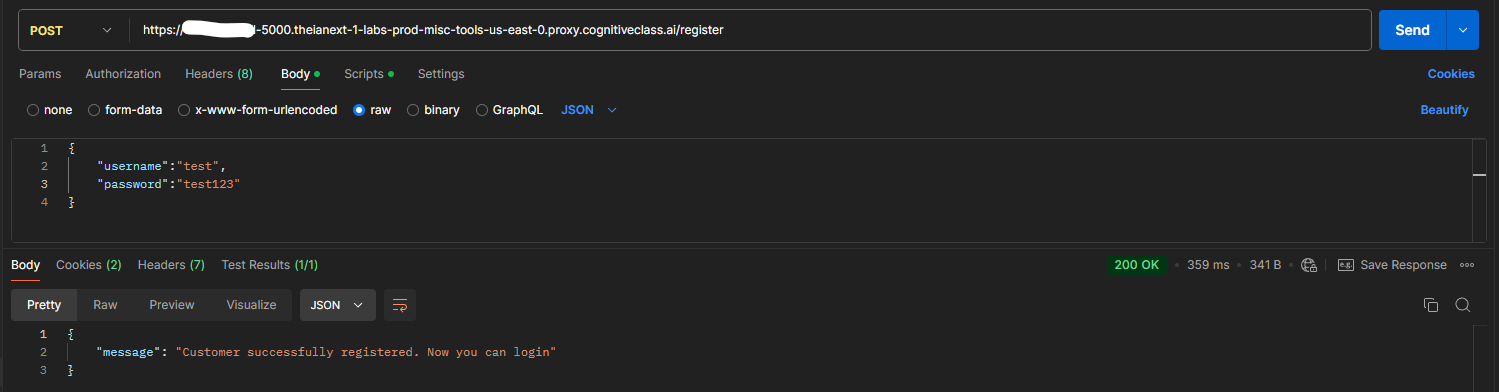 POST https://-5000.theianext-1-labs-prod-misc-tools-us-east-0.proxy.cognitiveclass.ai/register Send
Params Authorization Headers (8) Body Scripts Settings Cookies
none form-data x-www-form-urlencoded raw binary GraphQL JSON Beautify
1 {
2 "username":"test",
3 "password":"test123"
4 }
Body Cookies (2) Headers (7) Test Results (1/1) 200 OK 359 ms 341 B e.g. Save Response
Pretty Raw Preview Visualize JSON
1 {
2 "message": "Customer successfully registered. Now you can login"
3 }